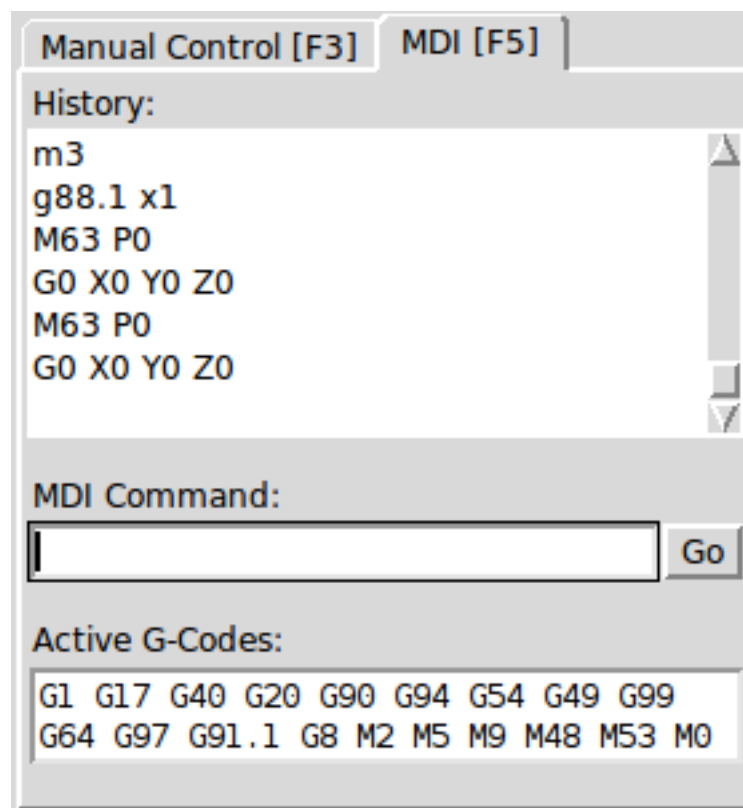 Manual Control [F3] MDI [F5]
History:
m3
g88.1 x1
M63 P0
G0 X0 Y0 Z0
M63 P0
G0 X0 Y0 Z0
MDI Command:
Go
Active G-Codes:
G1 G17 G40 G20 G90 G94 G54 G49 G99
G64 G97 G91.1 G8 M2 M5 M9 M48 M53 M0